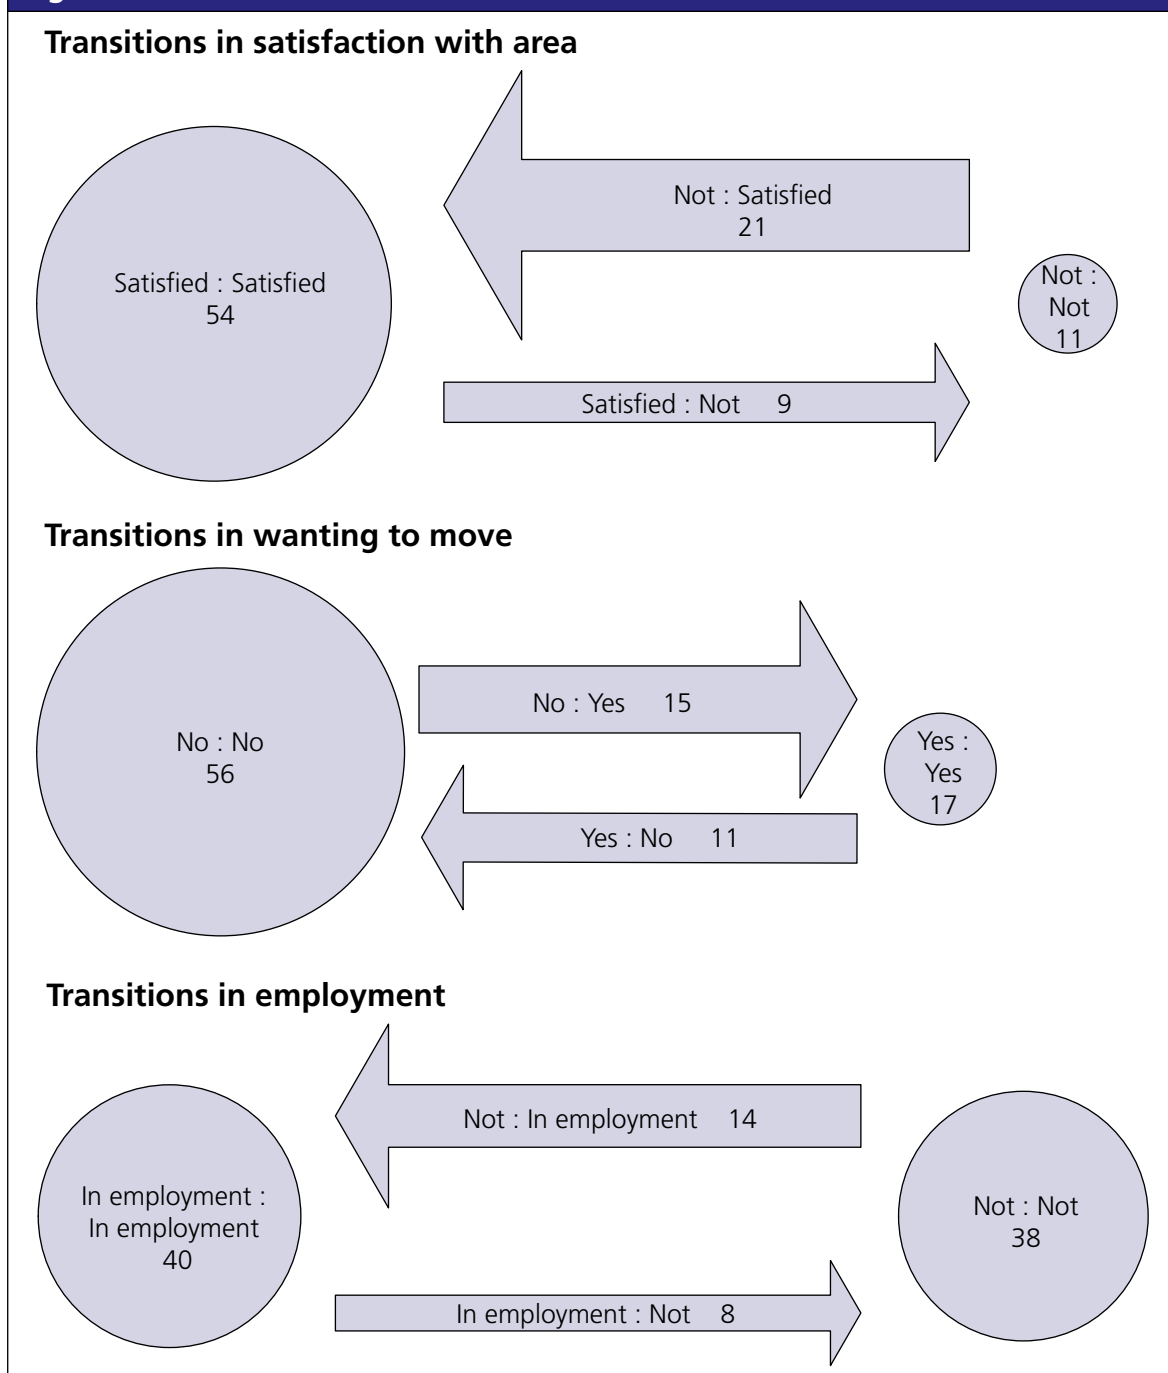 Transitions in satisfaction with area
Not : Satisfied
21
Satisfied : Satisfied
54
Not :
Not
11
Satisfied : Not 9
Transitions in wanting to move
No : Yes 15
No : No
56
Yes :
Yes
17
Yes : No 11
Transitions in employment
Not : In employment 14
In employment :
In employment
40
Not : Not
38
In employment : Not 8